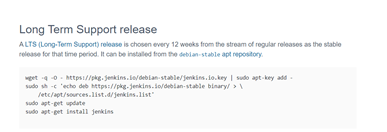 Long Term Support release
A LTS (Long-Term Support) release is chosen every 12 weeks from the stream of regular releases as the stable
release for that time period. It can be installed from the debian-stable apt repository.
wget -q -O - https://pkg.jenkins.io/debian-stable/jenkins.io.key | sudo apt-key add -
sudo sh -c 'echo deb https://pkg.jenkins.io/debian-stable binary/ > \
/etc/apt/sources.list.d/jenkins.list'
sudo apt-get update
sudo apt-get install jenkins